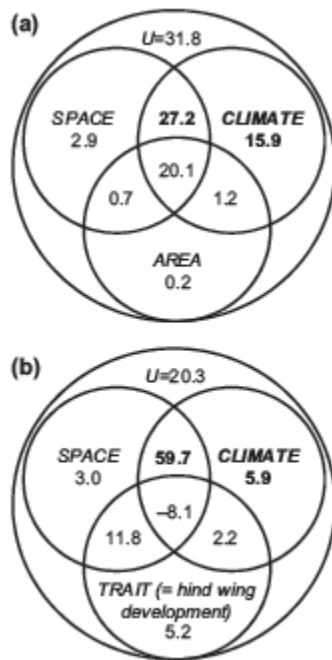 (a)
U=31.8
SPACE
2.9
27.2
CLIMATE
15.9
20.1
0.7
1.2
AREA
0.2
(b)
U=20.3
SPACE
3.0
59.7
CLIMATE
5.9
–8.1
11.8
2.2
TRAIT (= hind wing
development)
5.2